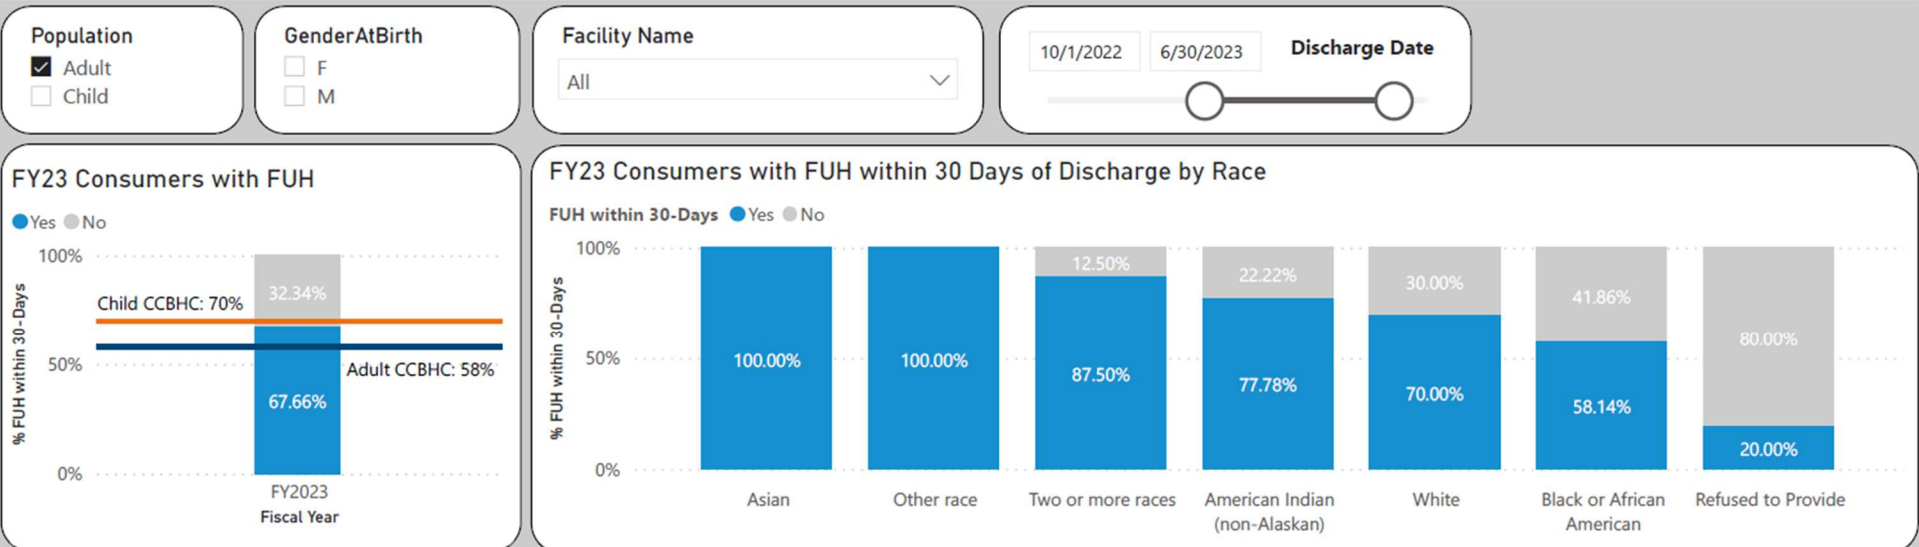 Population
Adult
Child
GenderAtBirth
F
M
Facility Name
All
10/1/2022
6/30/2023
Discharge Date
FY23 Consumers with FUH
Yes
No
% FUH within 30-Days
100%
50%
0%
Child CCBHC: 70%
32.34%
Adult CCBHC: 58%
67.66%
FY2023
Fiscal Year
FY23 Consumers with FUH within 30 Days of Discharge by Race
FUH within 30-Days Yes No
% FUH within 30-Days
100%
50%
0%
100.00%
100.00%
12.50%
87.50%
22.22%
77.78%
30.00%
70.00%
41.86%
58.14%
80.00%
20.00%
Asian
Other race
Two or more races
American Indian
(non-Alaskan)
White
Black or African
American
Refused to Provide